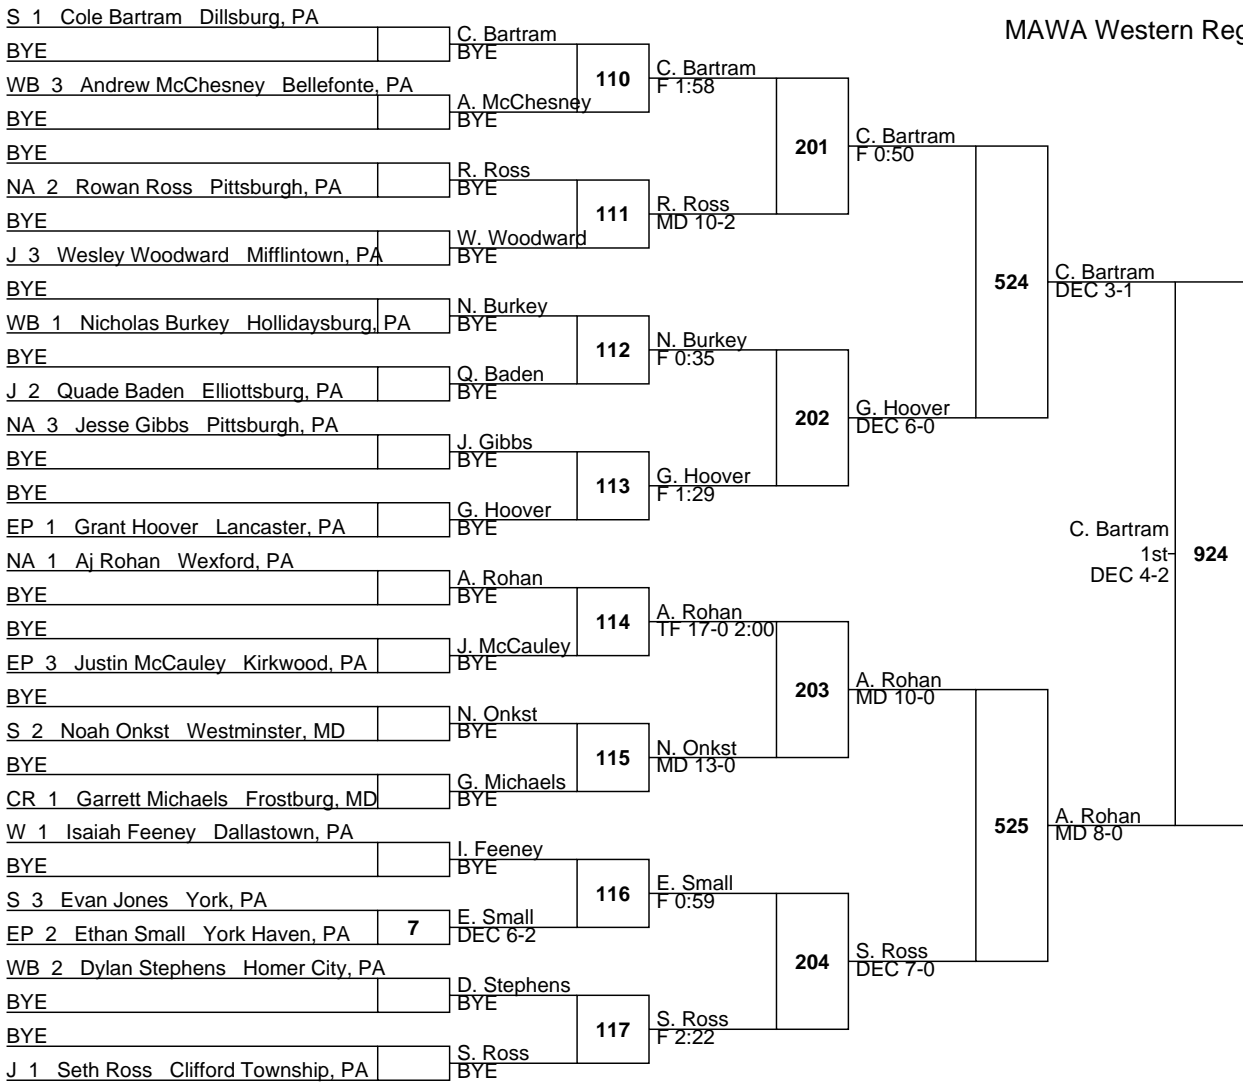 MAWA Western Reg
S 1 Cole Bartram Dillsburg, PA
BYE
WB 3 Andrew McChesney Bellefonte, PA
BYE
BYE
NA 2 Rowan Ross Pittsburgh, PA
BYE
J 3 Wesley Woodward Mifflintown, PA
BYE
WB 1 Nicholas Burkey Hollidaysburg, PA
BYE
J 2 Quade Baden Elliottsburg, PA
NA 3 Jesse Gibbs Pittsburgh, PA
BYE
BYE
EP 1 Grant Hoover Lancaster, PA
NA 1 Aj Rohan Wexford, PA
BYE
BYE
EP 3 Justin McCauley Kirkwood, PA
BYE
S 2 Noah Onkst Westminster, MD
BYE
CR 1 Garrett Michaels Frostburg, MD
W 1 Isaiah Feeney Dallastown, PA
BYE
S 3 Evan Jones York, PA
EP 2 Ethan Small York Haven, PA
WB 2 Dylan Stephens Homer City, PA
BYE
BYE
J 1 Seth Ross Clifford Township, PA
7
C. Bartram
BYE
A. McChesney
BYE
R. Ross
BYE
W. Woodward
BYE
N. Burkey
BYE
Q. Baden
BYE
J. Gibbs
BYE
G. Hoover
BYE
A. Rohan
BYE
J. McCauley
BYE
N. Onkst
BYE
G. Michaels
BYE
I. Feeney
BYE
E. Small
DEC 6-2
D. Stephens
BYE
S. Ross
BYE
110
111
112
113
114
115
116
117
C. Bartram
F 1:58
R. Ross
MD 10-2
N. Burkey
F 0:35
G. Hoover
F 1:29
A. Rohan
TF 17-0 2:00
N. Onkst
MD 13-0
E. Small
F 0:59
S. Ross
F 2:22
201
202
203
204
C. Bartram
F 0:50
G. Hoover
DEC 6-0
A. Rohan
MD 10-0
S. Ross
DEC 7-0
524
525
C. Bartram
DEC 3-1
A. Rohan
MD 8-0
C. Bartram
1st
DEC 4-2
924